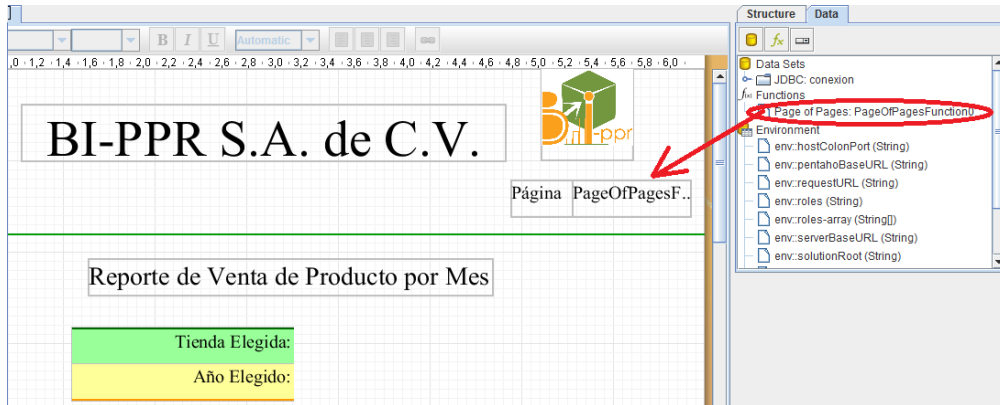 Structure Data
B I U Automatic
,0 · 1,2 · 1,4 · 1,6 · 1,8 · 2,0 · 2,2 · 2,4 · 2,6 · 2,8 · 3,0 · 3,2 · 3,4 · 3,6 · 3,8 · 4,0 · 4,2 · 4,4 · 4,6 · 4,8 · 5,0 · 5,2 · 5,4 · 5,6 · 5,8 · 6,0 ·
BI-PPR S.A. de C.V.
Bi-ppr
Página PageOfPagesF..
Reporte de Venta de Producto por Mes
Tienda Elegida:
Año Elegido:
Data Sets
JDBC: conexion
Functions
Page of Pages: PageOfPagesFunction0
Environment
env::hostColonPort (String)
env::pentahoBaseURL (String)
env::requestURL (String)
env::roles (String)
env::roles-array (String[])
env::serverBaseURL (String)
env::solutionRoot (String)